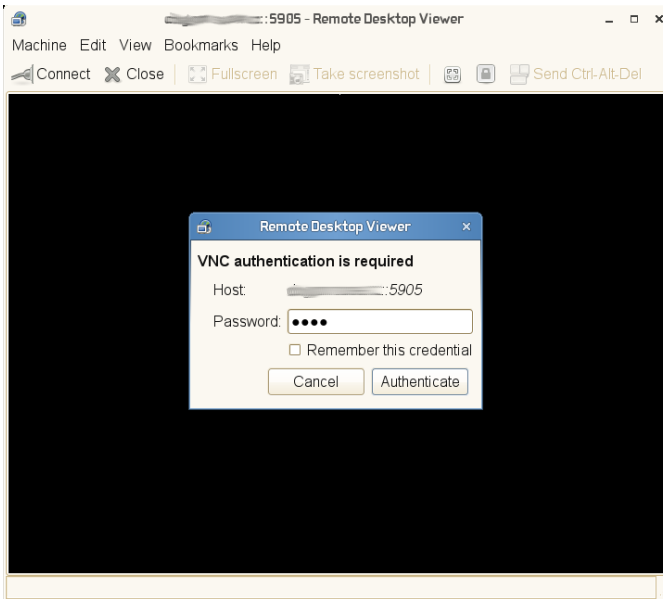 ::5905 - Remote Desktop Viewer
Machine Edit View Bookmarks Help
Connect Close Fullscreen Take screenshot Send Ctrl-Alt-Del
Remote Desktop Viewer
VNC authentication is required
Host: ::5905
Password: ••••
Remember this credential
Cancel Authenticate